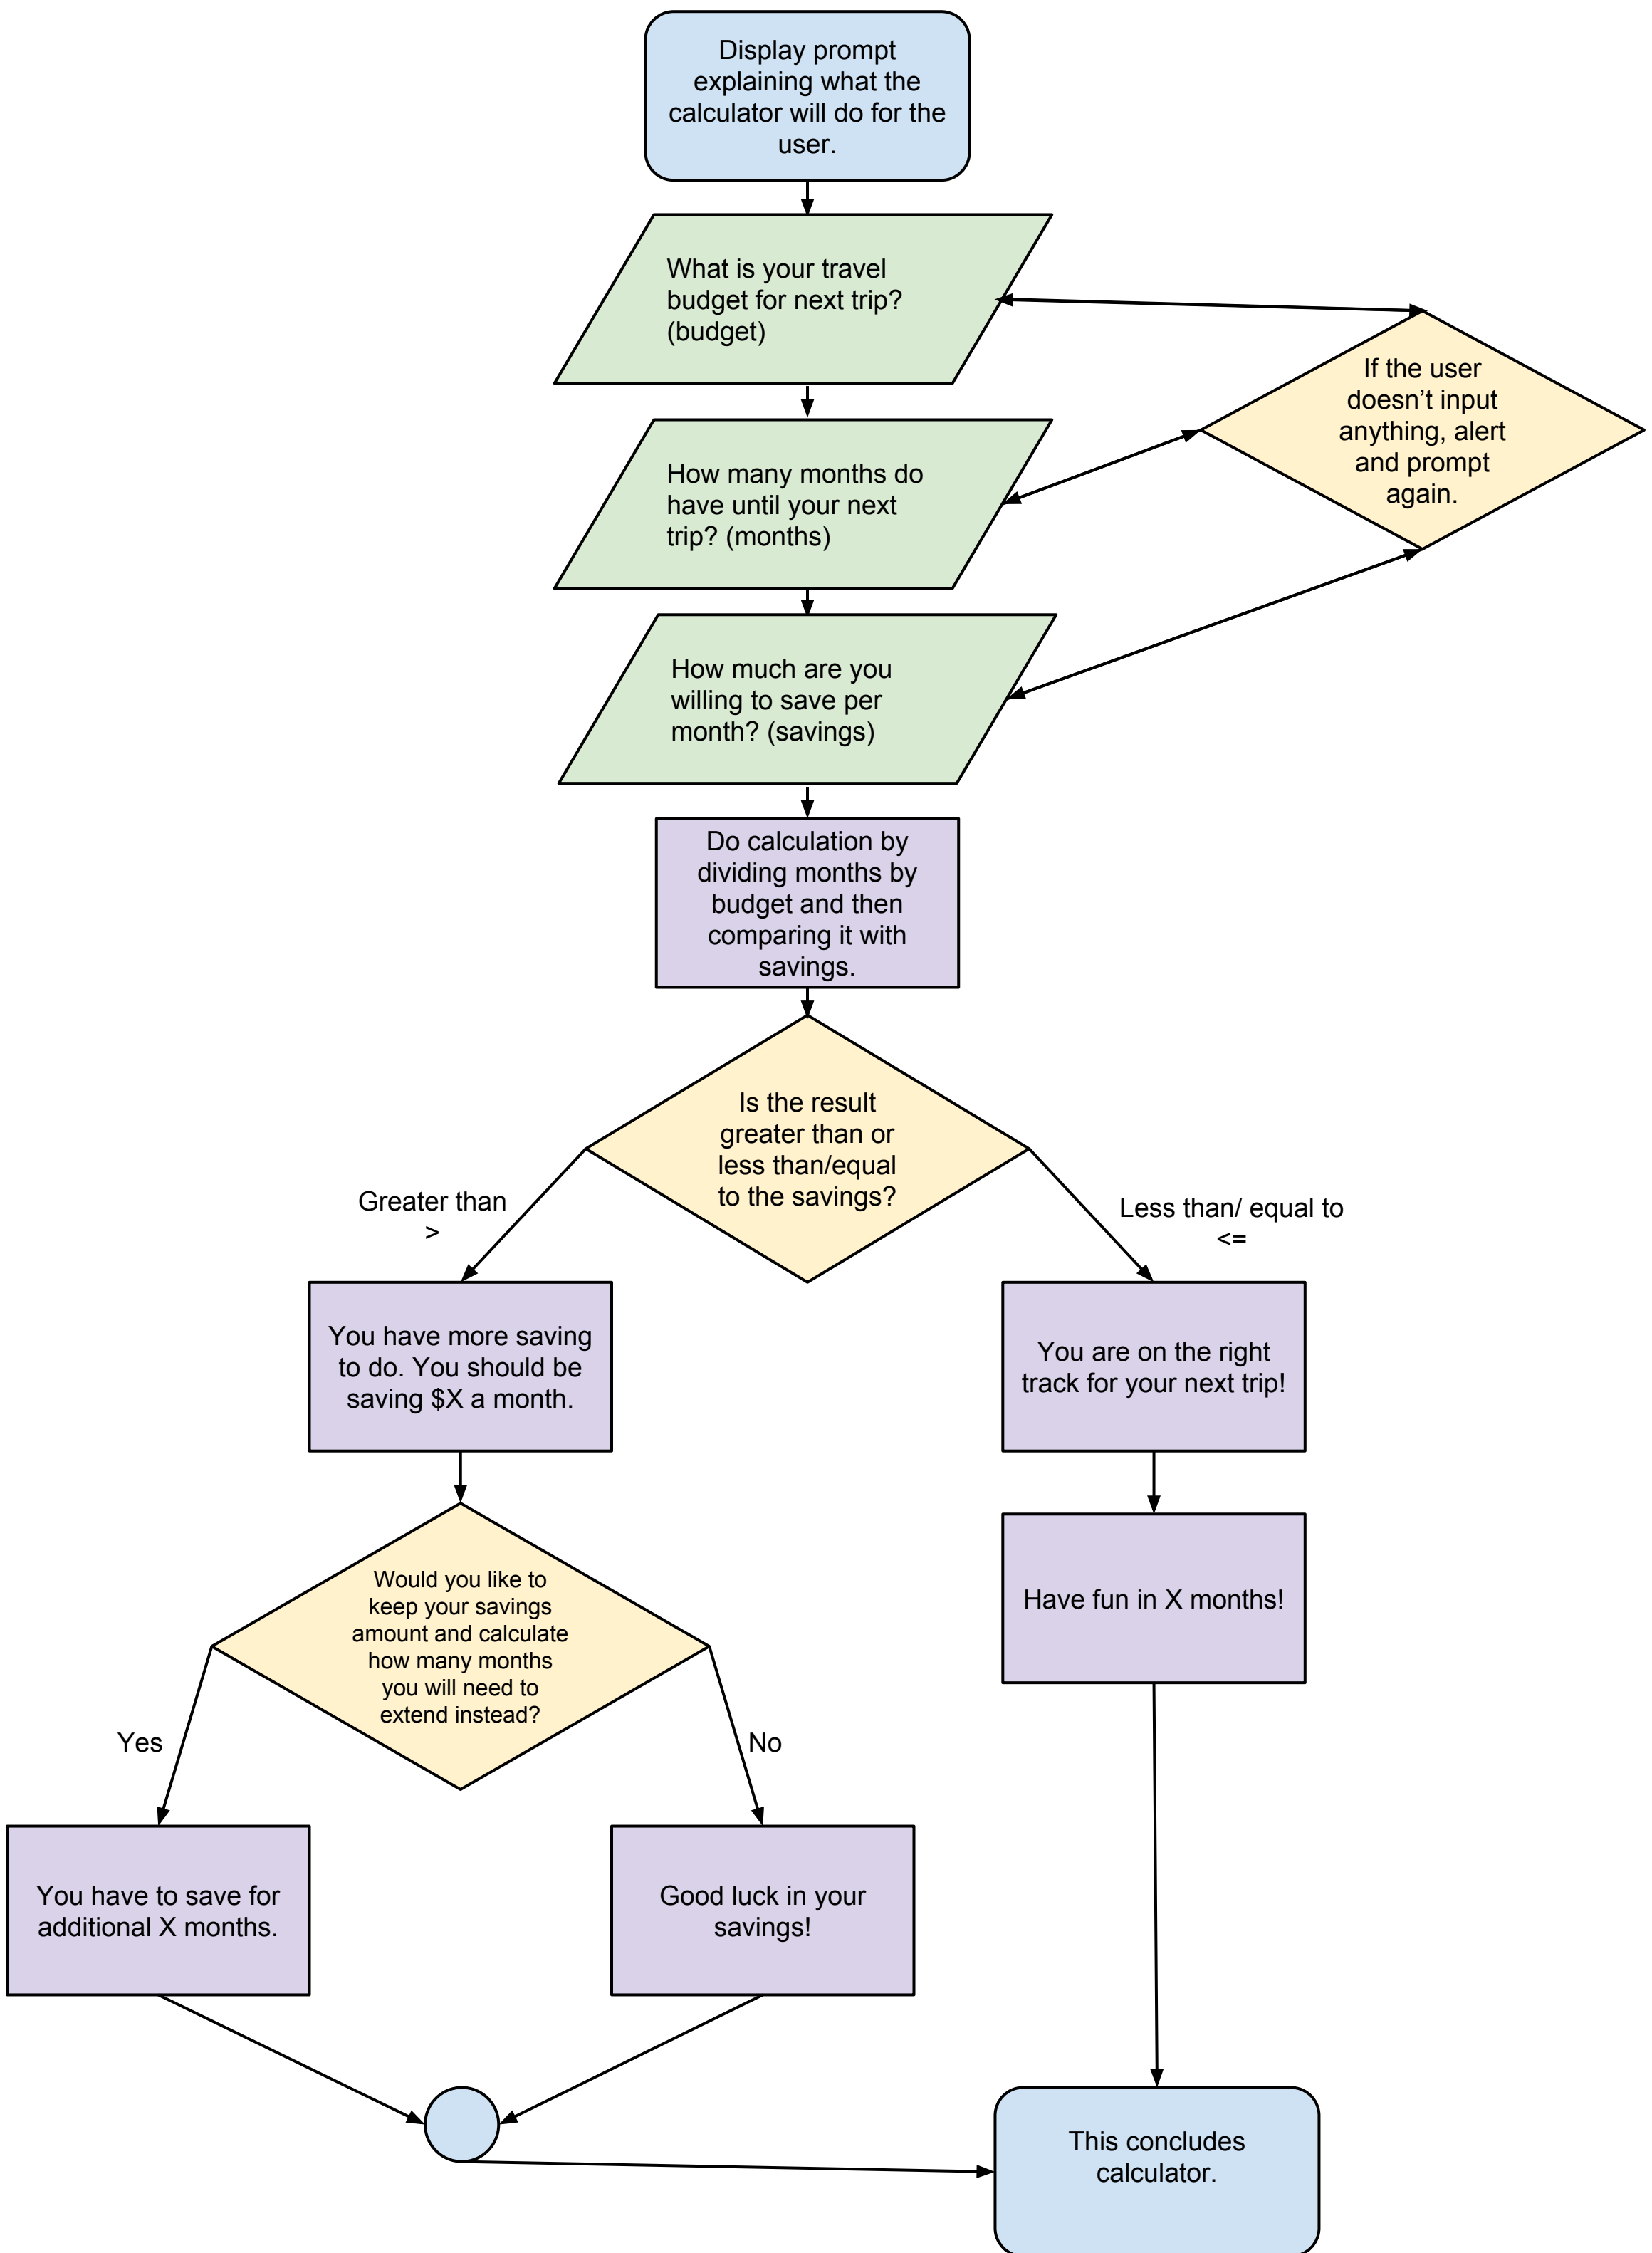 Display prompt
explaining what the
calculator will do for the
user.
What is your travel
budget for next trip?
(budget)
If the user
doesn’t input
anything, alert
and prompt
again.
How many months do
have until your next
trip? (months)
How much are you
willing to save per
month? (savings)
Do calculation by
dividing months by
budget and then
comparing it with
savings.
Is the result
greater than or
less than/equal
to the savings?
Greater than
>
Less than/ equal to
<=
You have more saving
to do. You should be
saving $X a month.
You are on the right
track for your next trip!
Would you like to
keep your savings
amount and calculate
how many months
you will need to
extend instead?
Have fun in X months!
Yes
No
You have to save for
additional X months.
Good luck in your
savings!
This concludes
calculator.